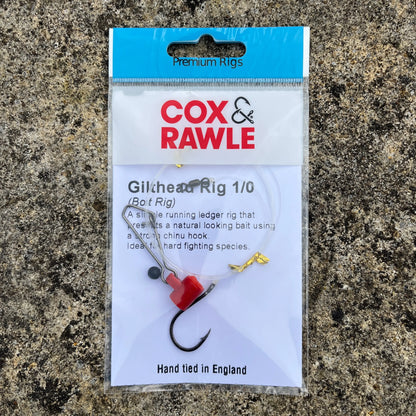 Premium Rigs
COX &
RAWLE
Gilthead Rig 1/0
(Bolt Rig)
A simple running ledger rig that
presents a natural looking bait using
a strong chinu hook.
Ideal for hard fighting species.
Hand tied in England